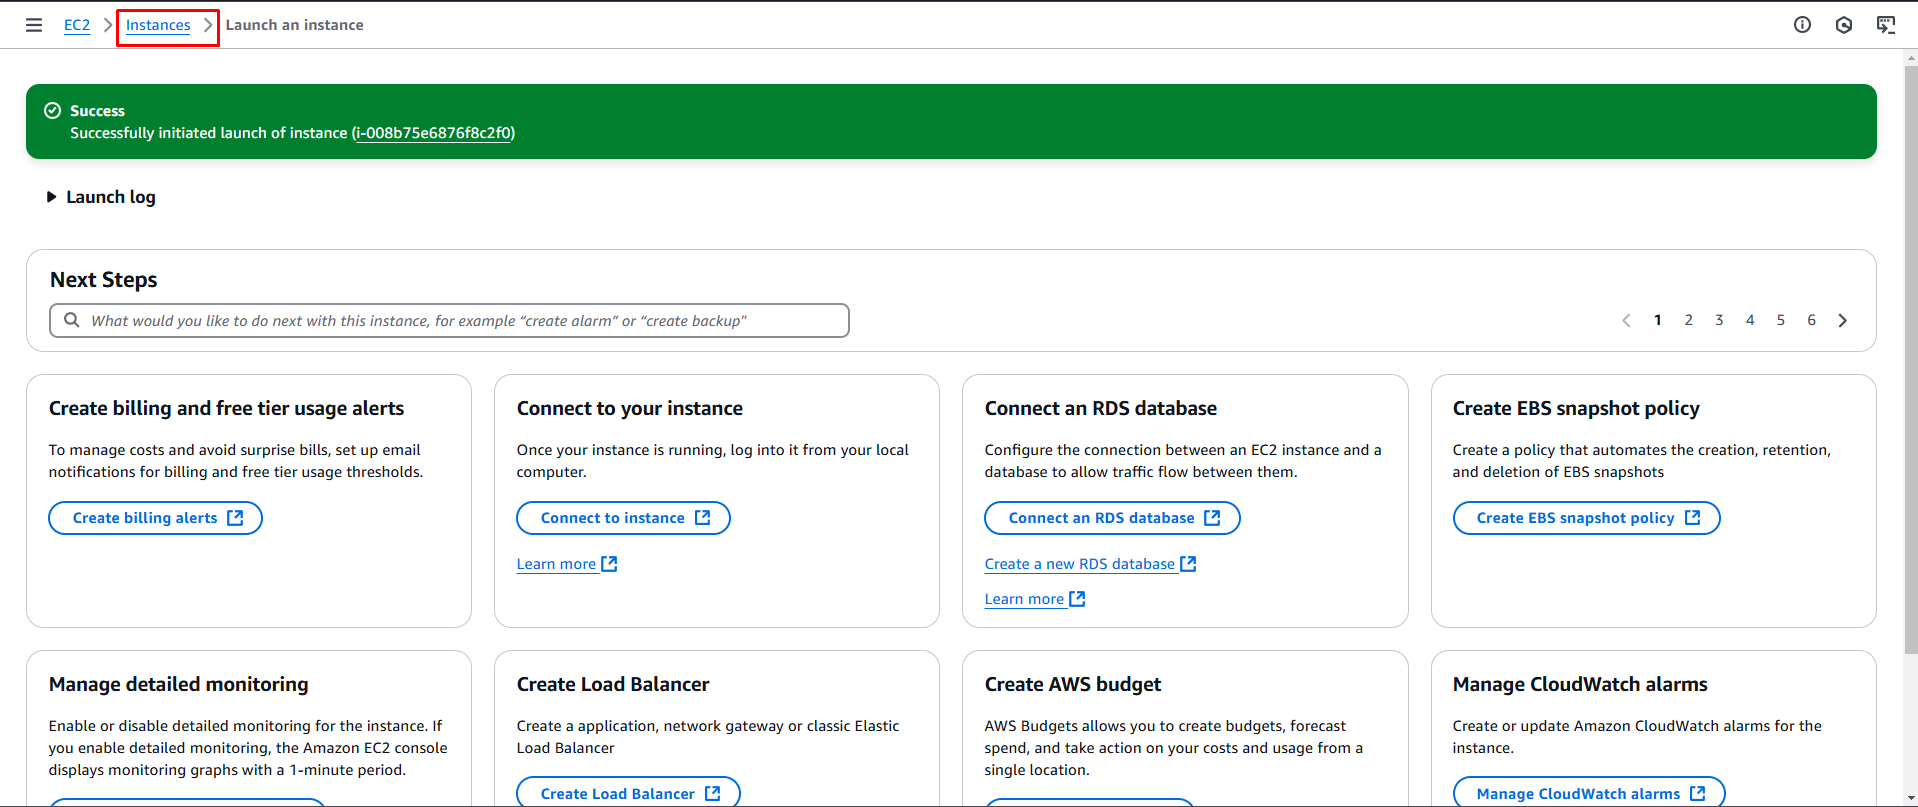 EC2 Instances Launch an instance
Success
Successfully initiated launch of instance (i-008b75e6876f8c2f0)
Launch log
Next Steps
What would you like to do next with this instance, for example “create alarm” or “create backup"
1 2 3 4 5 6
Create billing and free tier usage alerts
To manage costs and avoid surprise bills, set up email
notifications for billing and free tier usage thresholds.
Create billing alerts
Connect to your instance
Once your instance is running, log into it from your local
computer.
Connect to instance
Learn more
Connect an RDS database
Configure the connection between an EC2 instance and a
database to allow traffic flow between them.
Connect an RDS database
Create a new RDS database
Learn more
Create EBS snapshot policy
Create a policy that automates the creation, retention,
and deletion of EBS snapshots
Create EBS snapshot policy
Manage detailed monitoring
Enable or disable detailed monitoring for the instance. If
you enable detailed monitoring, the Amazon EC2 console
displays monitoring graphs with a 1-minute period.
Create Load Balancer
Create a application, network gateway or classic Elastic
Load Balancer
Create Load Balancer
Create AWS budget
AWS Budgets allows you to create budgets, forecast
spend, and take action on your costs and usage from a
single location.
Manage CloudWatch alarms
Create or update Amazon CloudWatch alarms for the
instance.
Manage CloudWatch alarms